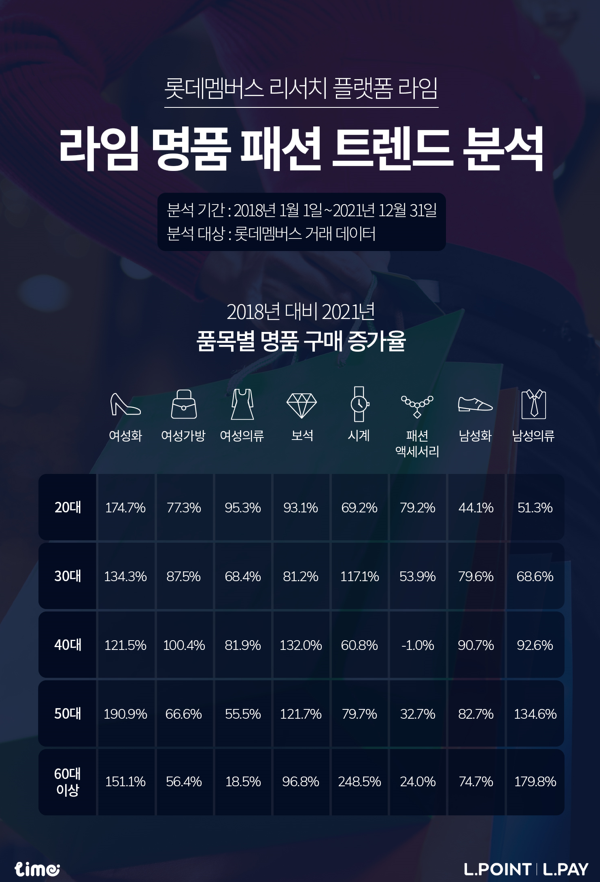 롯데멤버스 리서치 플랫폼 라임
라임 명품 패션 트렌드 분석
분석 기간 : 2018년 1월 1일~2021년 12월 31일
분석 대상 : 롯데멤버스 거래 데이터
2018년 대비 2021년
품목별 명품 구매 증가율
여성화 여성가방 여성의류 보석 시계 패션 액세서리 남성화 남성의류
20대 174.7% 77.3% 95.3% 93.1% 69.2% 79.2% 44.1% 51.3%
30대 134.3% 87.5% 68.4% 81.2% 117.1% 53.9% 79.6% 68.6%
40대 121.5% 100.4% 81.9% 132.0% 60.8% -1.0% 90.7% 92.6%
50대 190.9% 66.6% 55.5% 121.7% 79.7% 32.7% 82.7% 134.6%
60대 이상 151.1% 56.4% 18.5% 96.8% 248.5% 24.0% 74.7% 179.8%
Lime
L.POINT | L.PAY